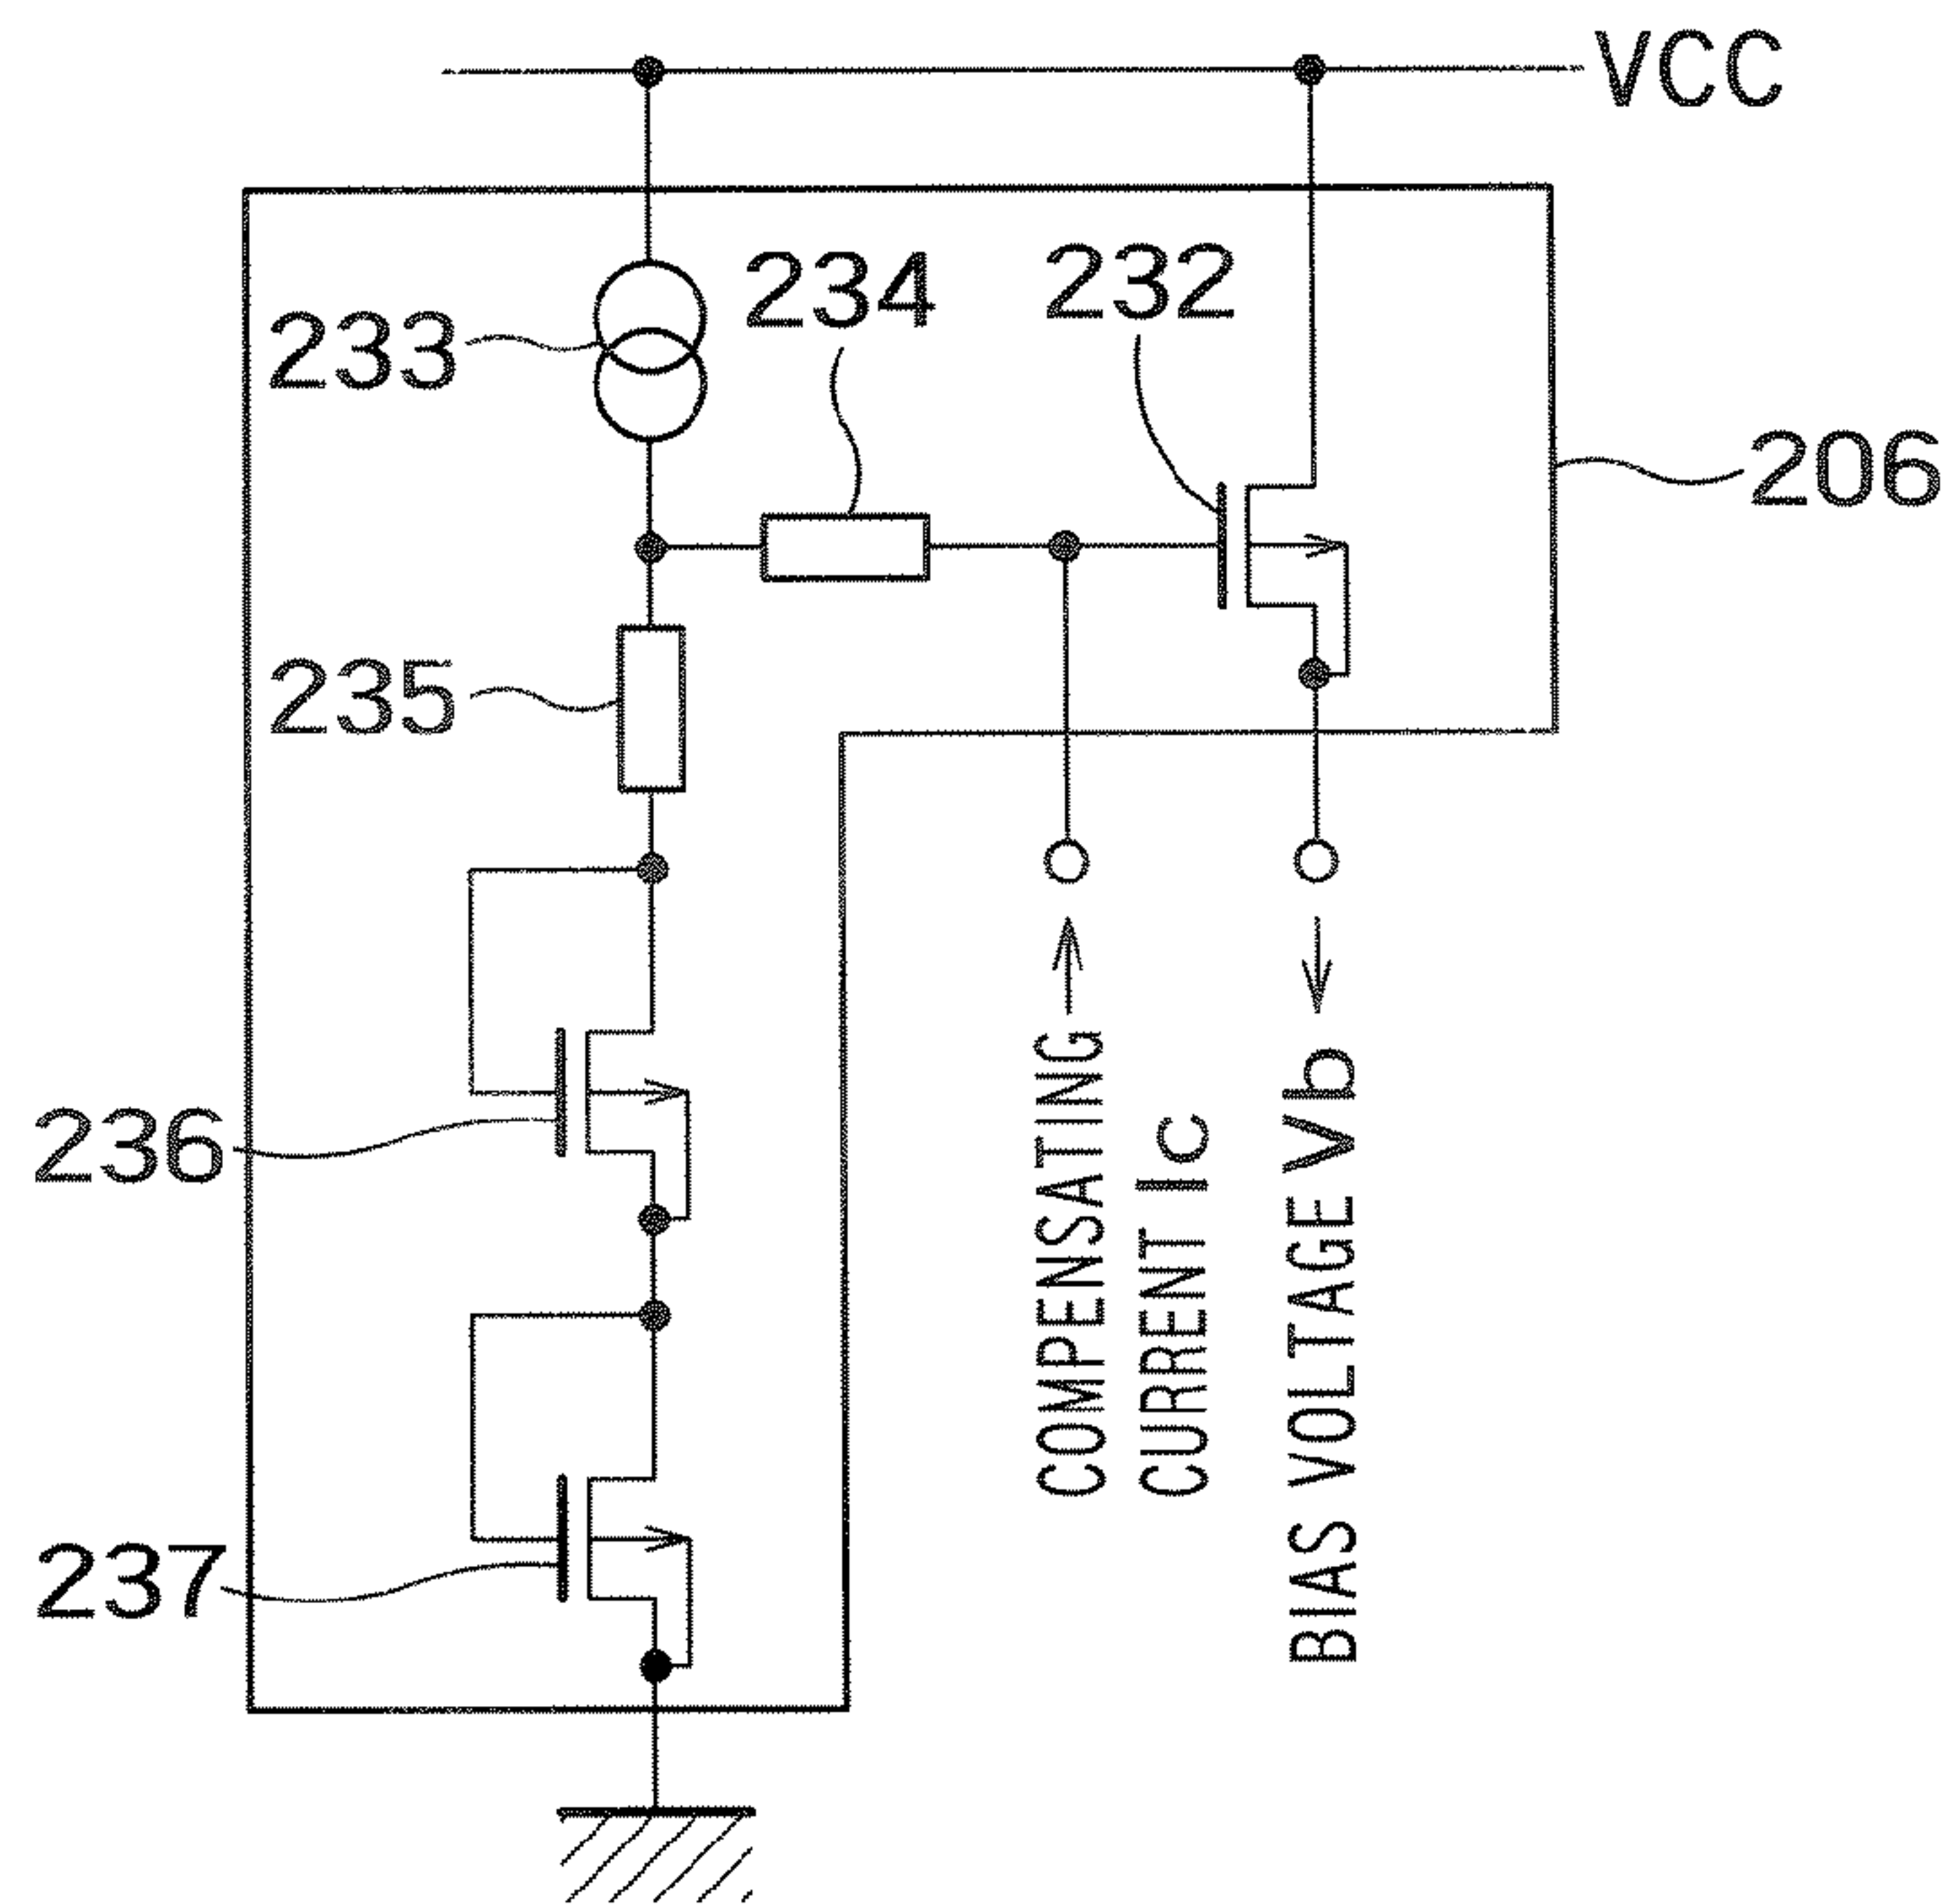 VCC
233
234
232
206
235
236
237
COMPENSATING
CURRENT Ic
BIAS VOLTAGE Vb